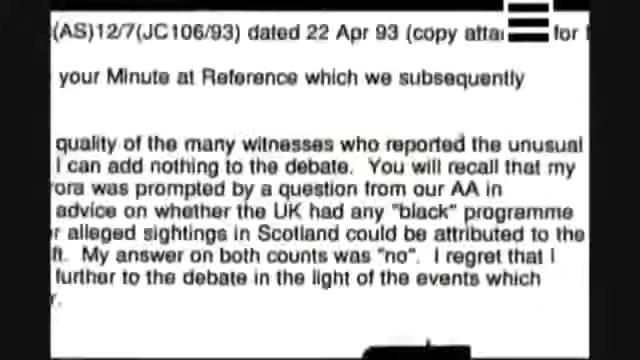 (AS)12/7(JC106/93) dated 22 Apr 93 (copy for
your Minute at Reference which we subsequently
quality of the many witnesses who reported the unusual
I can add nothing to the debate. You will recall that my
was prompted by a question from our AA in
advice on whether the UK had any "black" programme
alleged sightings in Scotland could be attributed to the
My answer on both counts was "no". I regret that I
further to the debate in the light of the events which